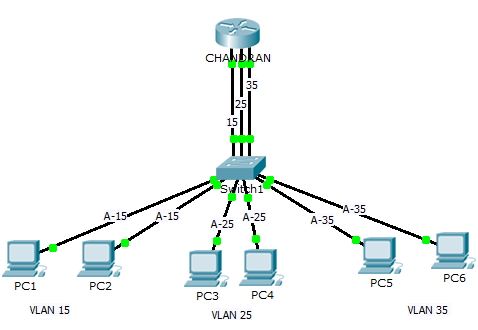 CHANDRAN
35
25
15
Switch1
A-15
A-15
A-25
A-25
A-35
A-35
PC1
PC2
PC3
PC4
PC5
PC6
VLAN 15
VLAN 25
VLAN 35